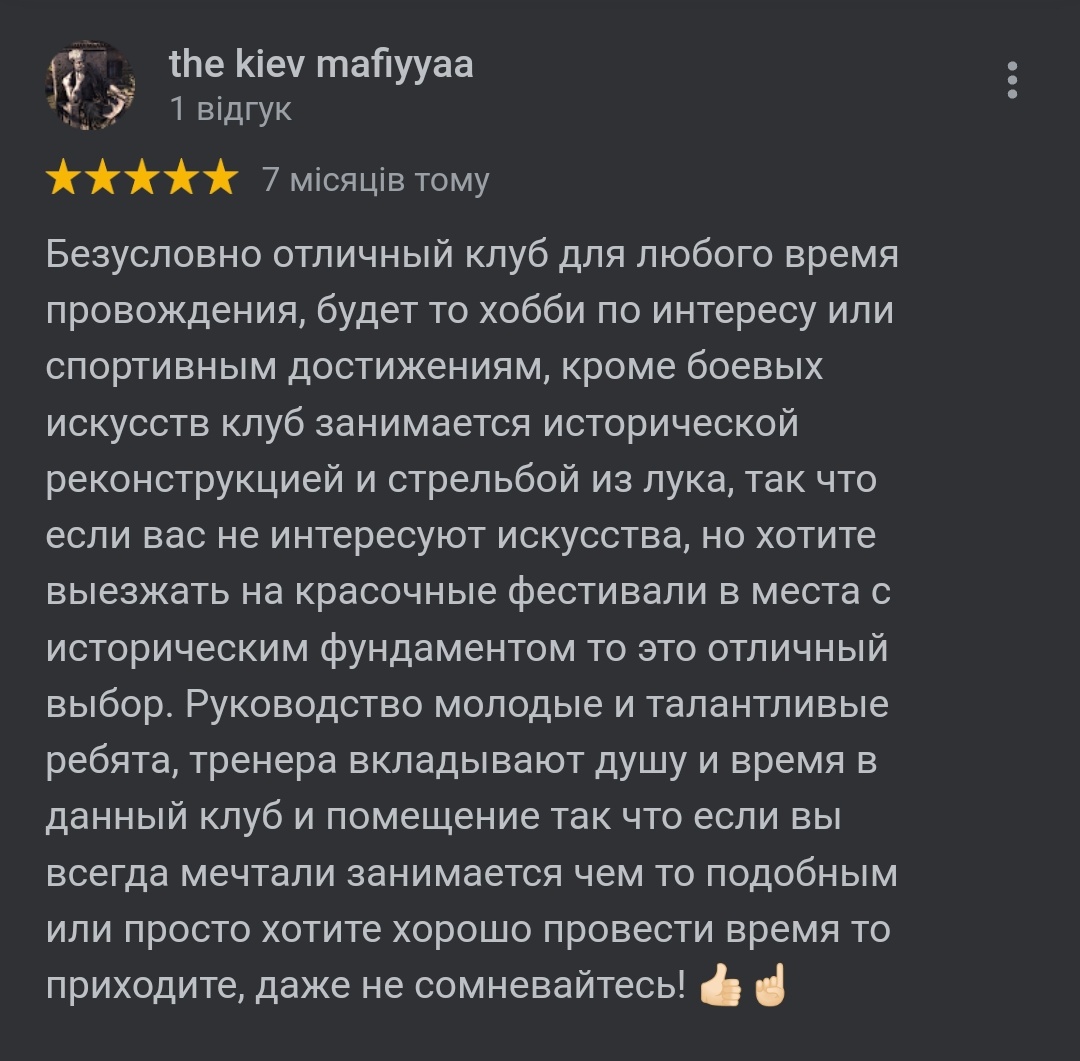 the kiev mafiyyaa
1 відгук
7 місяців тому
Безусловно отличный клуб для любого время
провождения, будет то хобби по интересу или
спортивным достижениям, кроме боевых
искусств клуб занимается исторической
реконструкцией и стрельбой из лука, так что
если вас не интересуют искусства, но хотите
выезжать на красочные фестивали в места с
историческим фундаментом то это отличный
выбор. Руководство молодые и талантливые
ребята, тренера вкладывают душу и время в
данный клуб и помещение так что если вы
всегда мечтали занимается чем то подобным
или просто хотите хорошо провести время то
приходите, даже не сомневайтесь! 👍🏻☝🏻